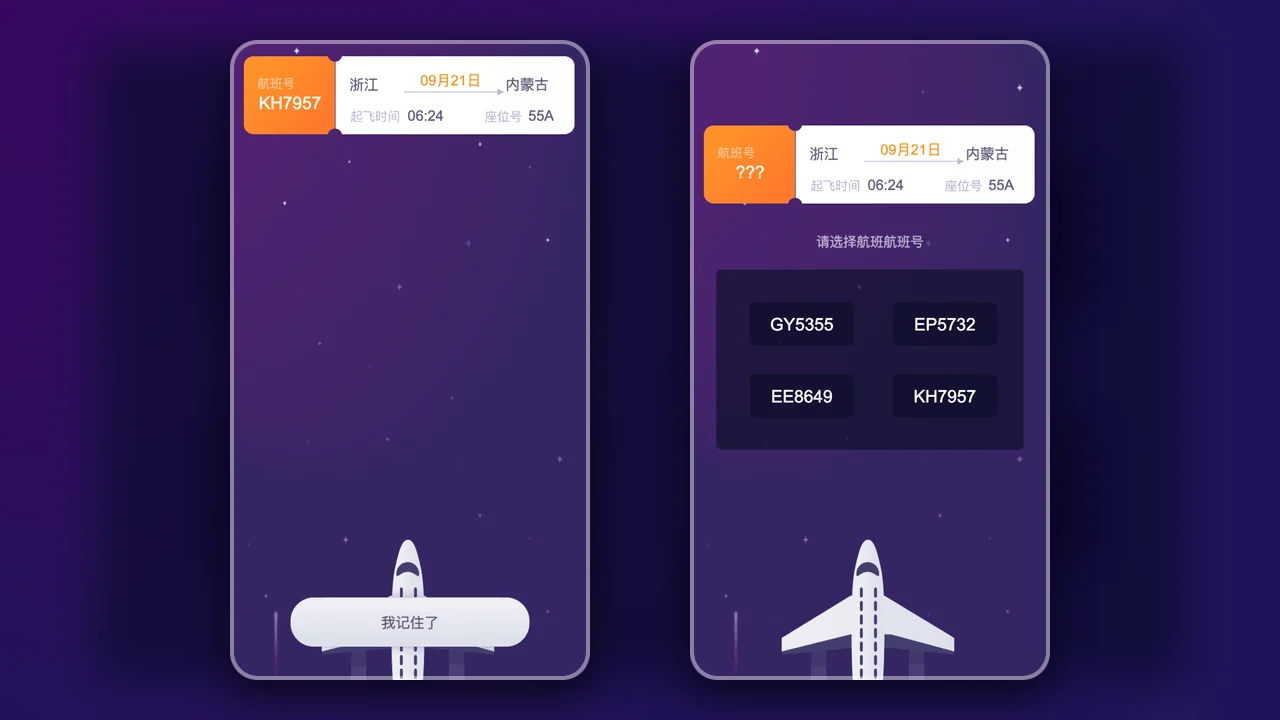 航班号
KH7957
浙江 09月21日 内蒙古
起飞时间 06:24 座位号 55A
我记住了
航班号
???
浙江 09月21日 内蒙古
起飞时间 06:24 座位号 55A
请选择航班航班号
GY5355 EP5732
EE8649 KH7957